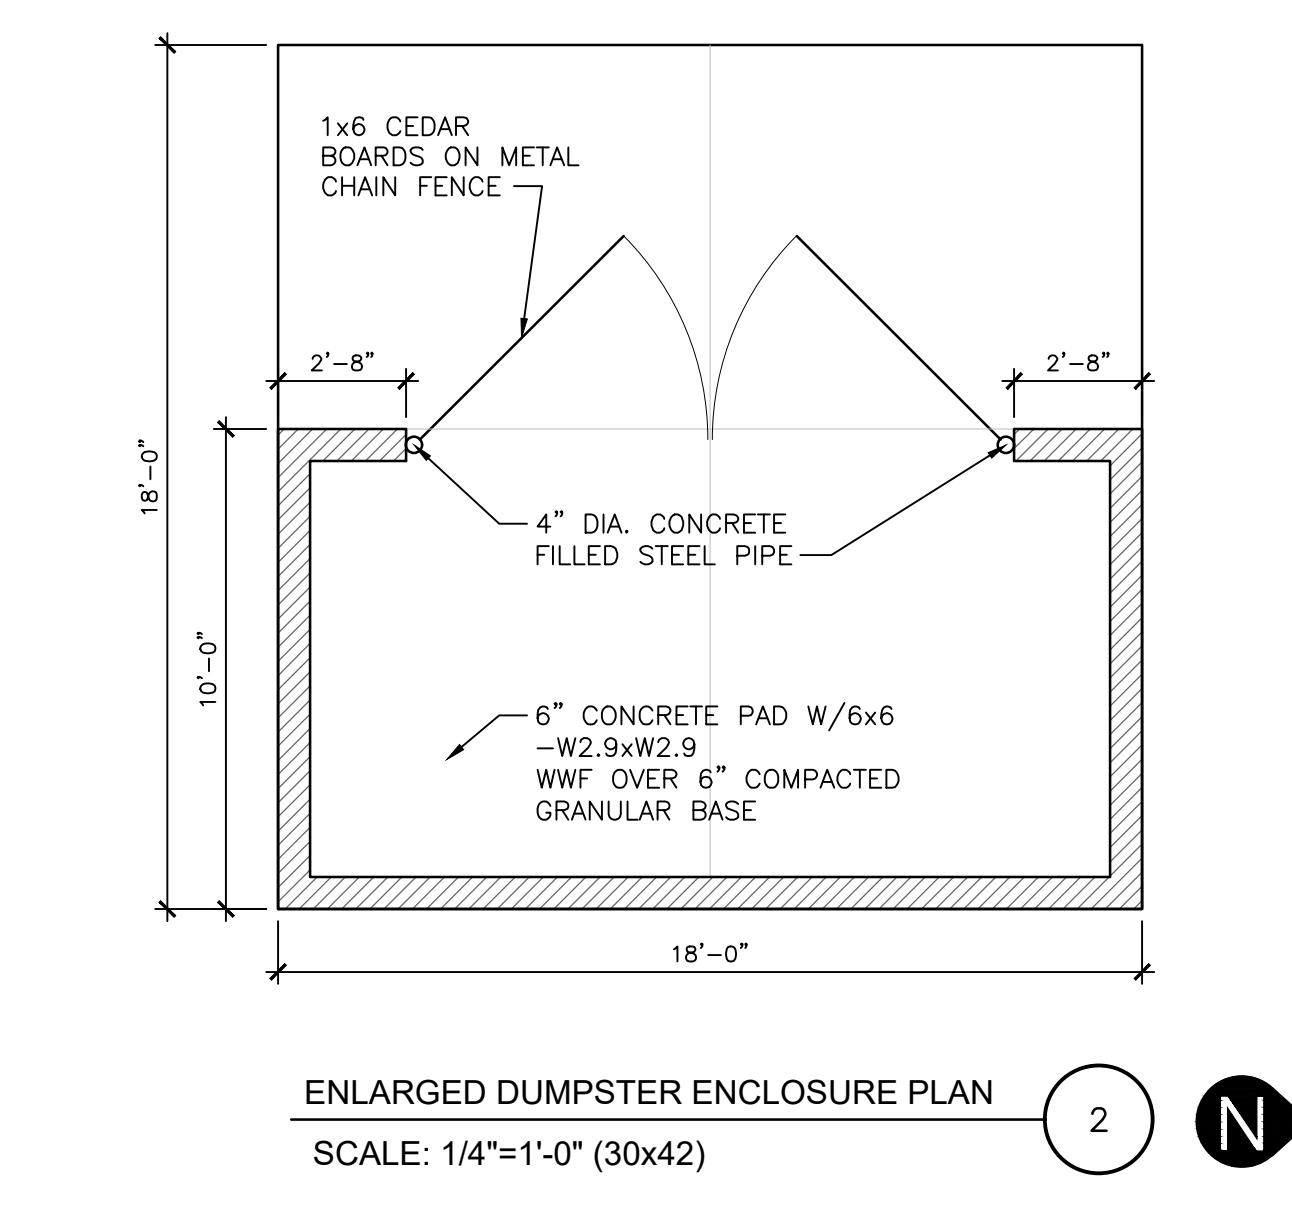 1x6 CEDAR
BOARDS ON METAL
CHAIN FENCE
2'-8"
2'-8"
18'-0"
4" DIA. CONCRETE
FILLED STEEL PIPE
10'-0"
6" CONCRETE PAD W/6x6
-W2.9xW2.9
WWF OVER 6" COMPACTED
GRANULAR BASE
18'-0"
ENLARGED DUMPSTER ENCLOSURE PLAN
2
N
SCALE: 1/4"=1'-0" (30x42)